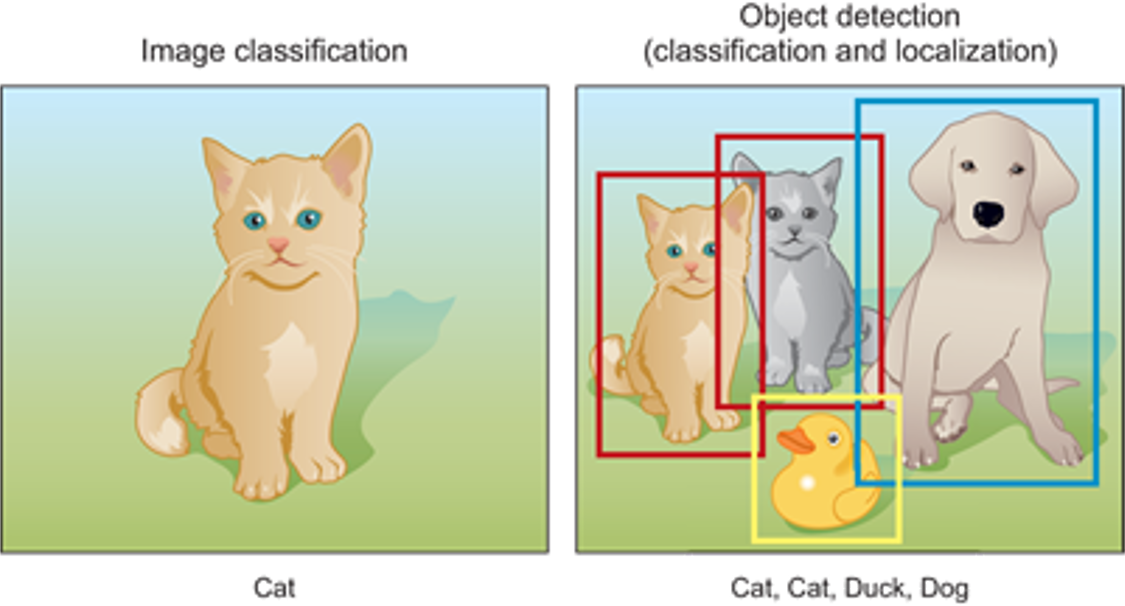 Image classification
Object detection
(classification and localization)
Cat
Cat, Cat, Duck, Dog